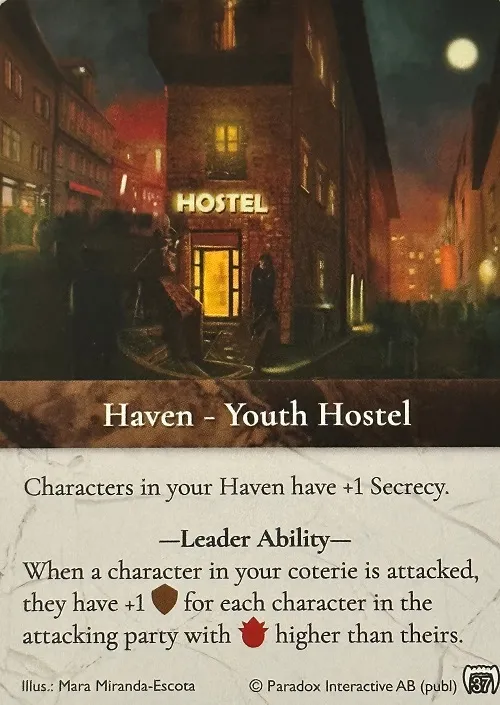 HOSTEL
Haven - Youth Hostel
Characters in your Haven have +1 Secrecy.
—Leader Ability—
When a character in your coterie is attacked,
they have +1 for each character in the
attacking party with higher than theirs.
Illus.: Mara Miranda-Escota © Paradox Interactive AB (publ) 37